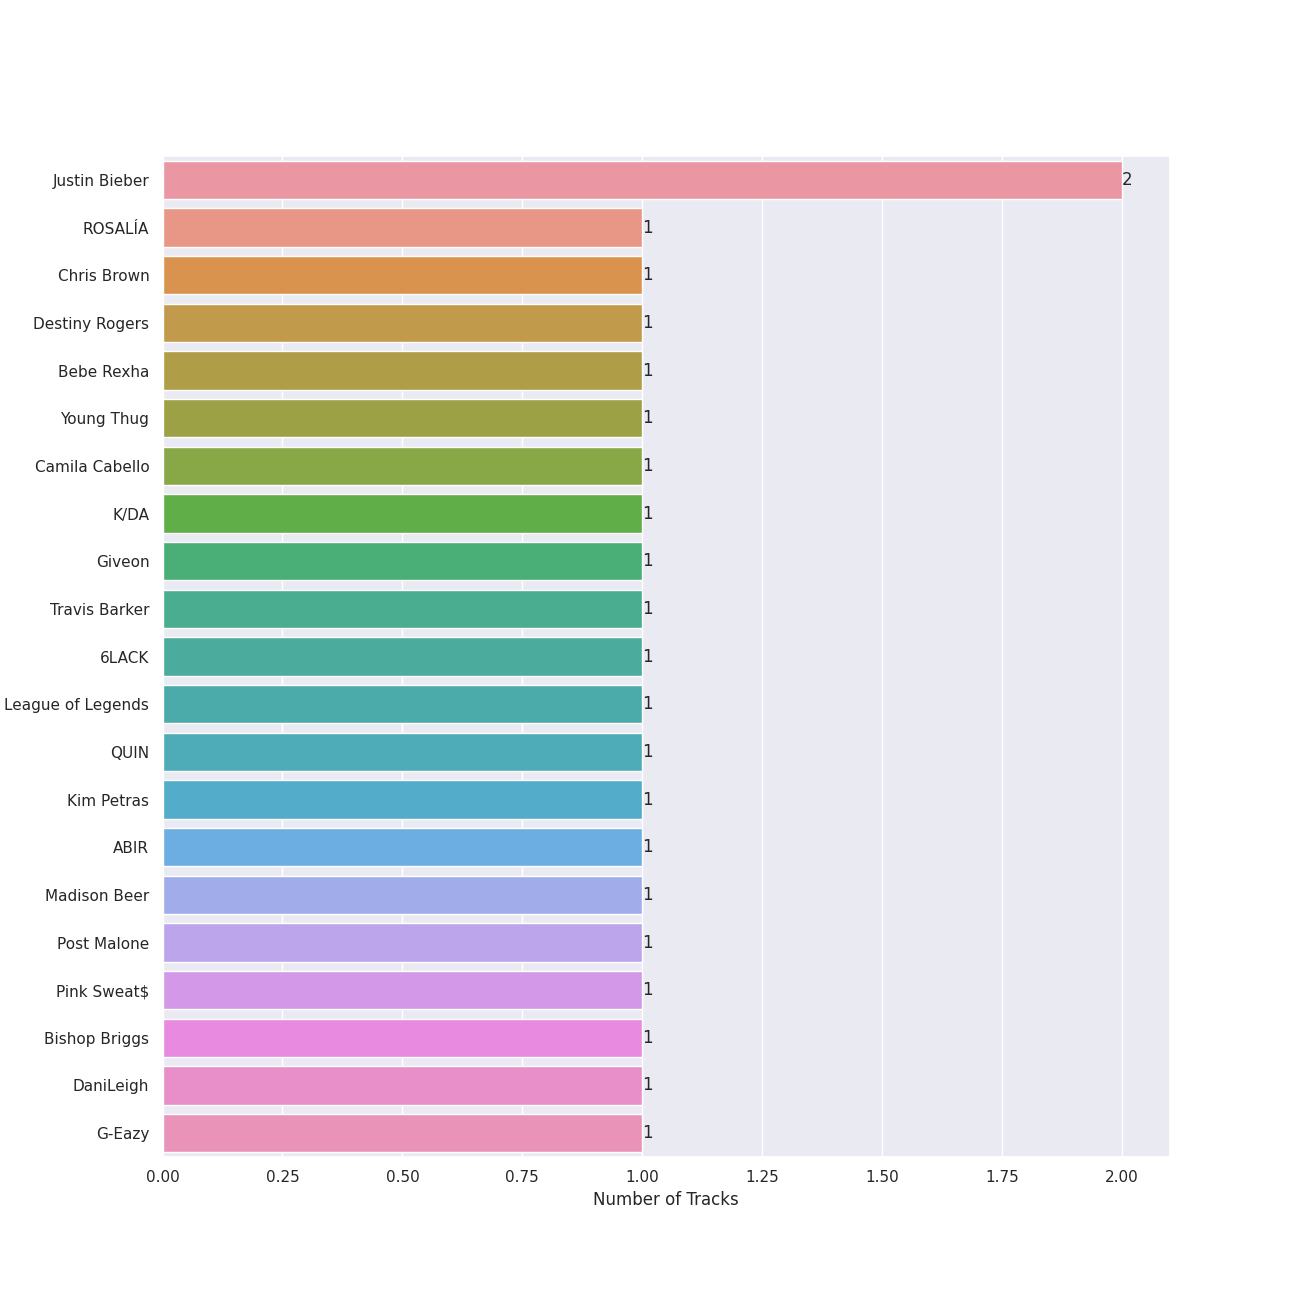 Justin Bieber 2
ROSALÍA 1
Chris Brown 1
Destiny Rogers 1
Bebe Rexha 1
Young Thug 1
Camila Cabello 1
K/DA 1
Giveon 1
Travis Barker 1
6LACK 1
League of Legends 1
QUIN 1
Kim Petras 1
ABIR 1
Madison Beer 1
Post Malone 1
Pink Sweat$ 1
Bishop Briggs 1
DaniLeigh 1
G-Eazy 1
0.00 0.25 0.50 0.75 1.00 1.25 1.50 1.75 2.00
Number of Tracks